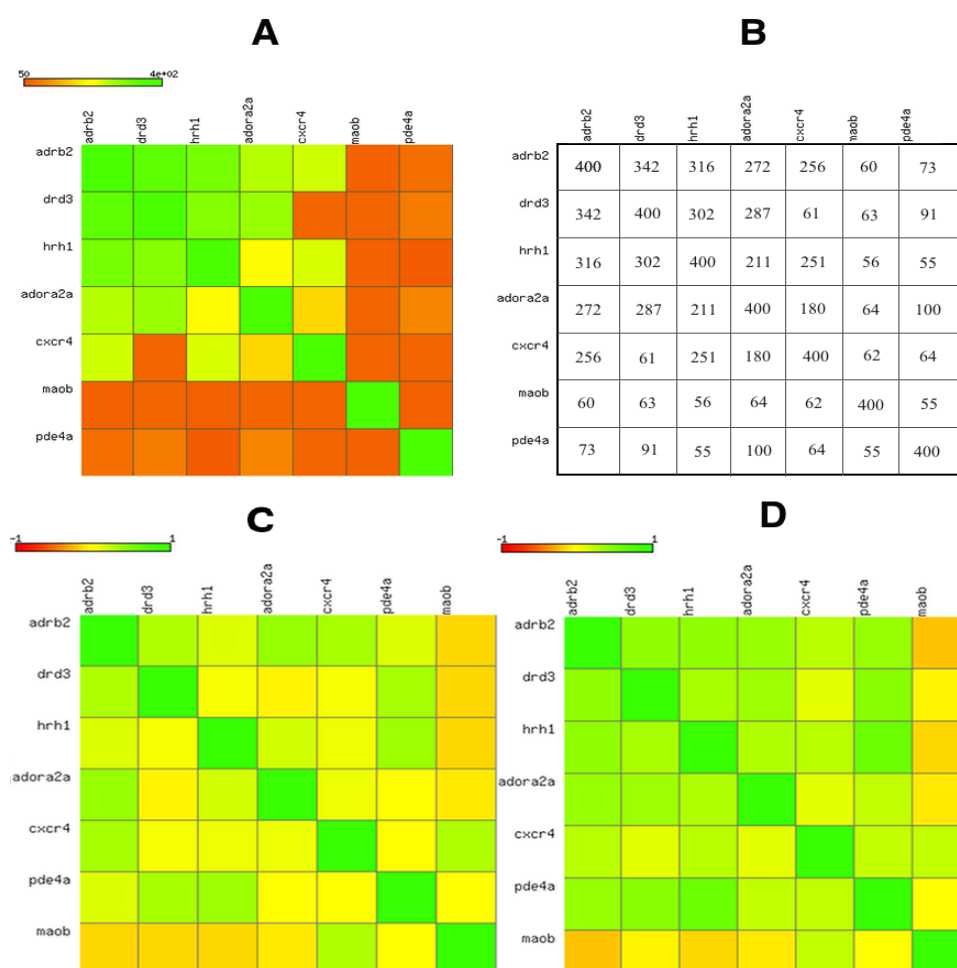 A
50 4e+02
adrb2 drd3 hrh1 adora2a cxcr4 maob pde4a
adrb2
drd3
hrh1
adora2a
cxcr4
maob
pde4a
B
adrb2 drd3 hrh1 adora2a cxcr4 maob pde4a
adrb2 400 342 316 272 256 60 73
drd3 342 400 302 287 61 63 91
hrh1 316 302 400 211 251 56 55
adora2a 272 287 211 400 180 64 100
cxcr4 256 61 251 180 400 62 64
maob 60 63 56 64 62 400 55
pde4a 73 91 55 100 64 55 400
C
-1 1
adrb2 drd3 hrh1 adora2a cxcr4 pde4a maob
adrb2
drd3
hrh1
adora2a
cxcr4
pde4a
maob
D
-1 1
adrb2 drd3 hrh1 adora2a cxcr4 pde4a maob
adrb2
drd3
hrh1
adora2a
cxcr4
pde4a
maob